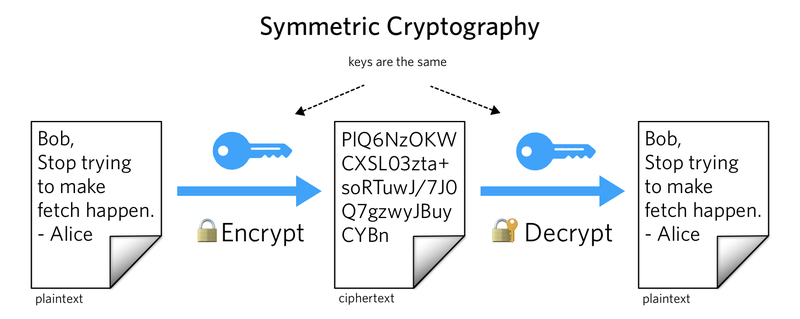 Symmetric Cryptography
keys are the same
Bob,
Stop trying
to make
fetch happen.
- Alice
plaintext
Encrypt
PlQ6NzOKW
CXSL03zta+
soRTuwJ/7J0
Q7gzwyJBuy
CYBn
ciphertext
Decrypt
Bob,
Stop trying
to make
fetch happen.
- Alice
plaintext